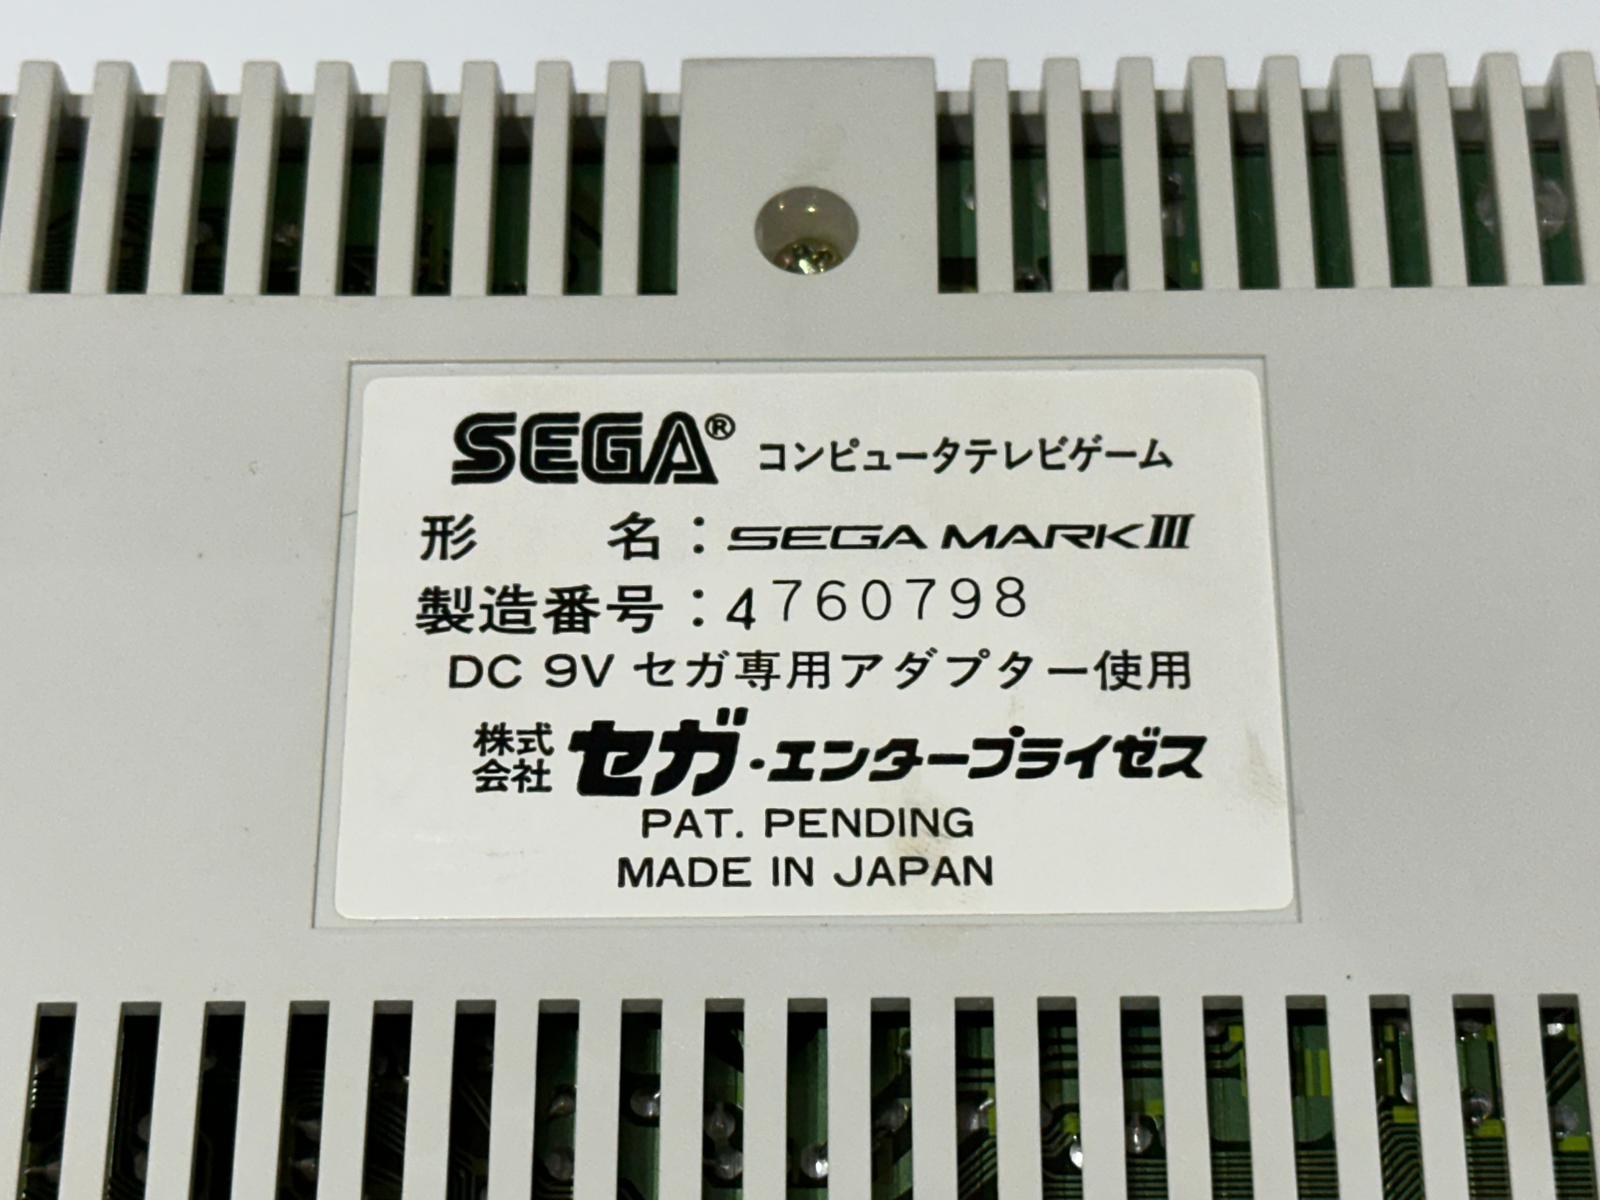 SEGA® コンピュータテレビゲーム
形 名：SEGA MARK III
製造番号：4760798
DC 9V セガ専用アダプター使用
株式会社 セガ・エンタープライゼス
PAT. PENDING
MADE IN JAPAN